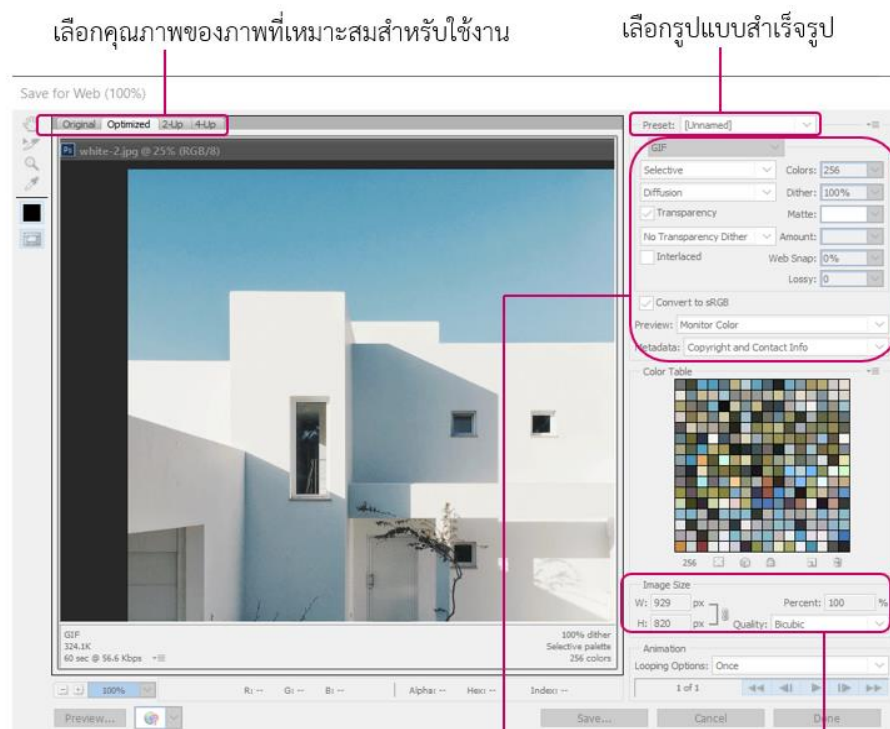 เลือกคุณภาพของภาพที่เหมาะสมสำหรับใช้งาน
เลือกรูปแบบสำเร็จรูป
Save for Web (100%)
Original Optimized 2-Up 4-Up
Preset: [Unnamed]
Ps white-2.jpg @ 25% (RGB/8)
GIF
Selective Colors: 256
Diffusion Dither: 100%
Transparency Matte:
No Transparency Dither Amount:
Interlaced Web Snap: 0%
Lossy: 0
Convert to sRGB
Preview: Monitor Color
Metadata: Copyright and Contact Info
Color Table
256
Image Size
W: 929 px Percent: 100 %
H: 820 px Quality: Bicubic
GIF 100% dither
324.1K Selective palette
60 sec @ 56.6 Kbps 256 colors
Animation
Looping Options: Once
1 of 1
100% R: -- G: -- B: -- Alpha: -- Hex: -- Index: --
Preview... Save... Cancel Done